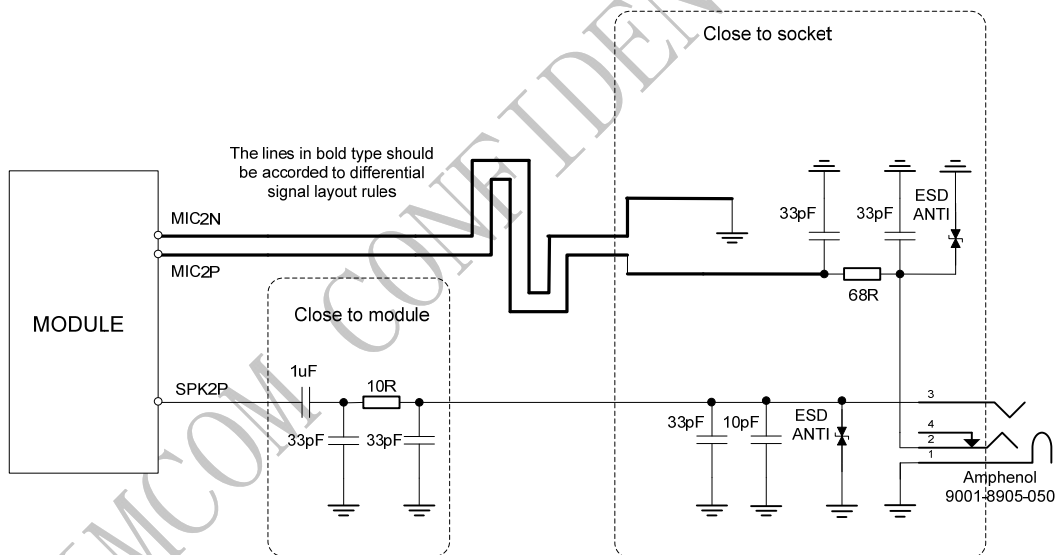 Close to socket
The lines in bold type should
be accorded to differential
signal layout rules
MIC2N
MIC2P
MODULE
SPK2P
Close to module
1uF
10R
33pF
33pF
33pF
33pF
ESD
ANTI
68R
33pF
10pF
ESD
ANTI
3
4
2
1
Amphenol
9001-8905-050
MCOM CONFIDEN